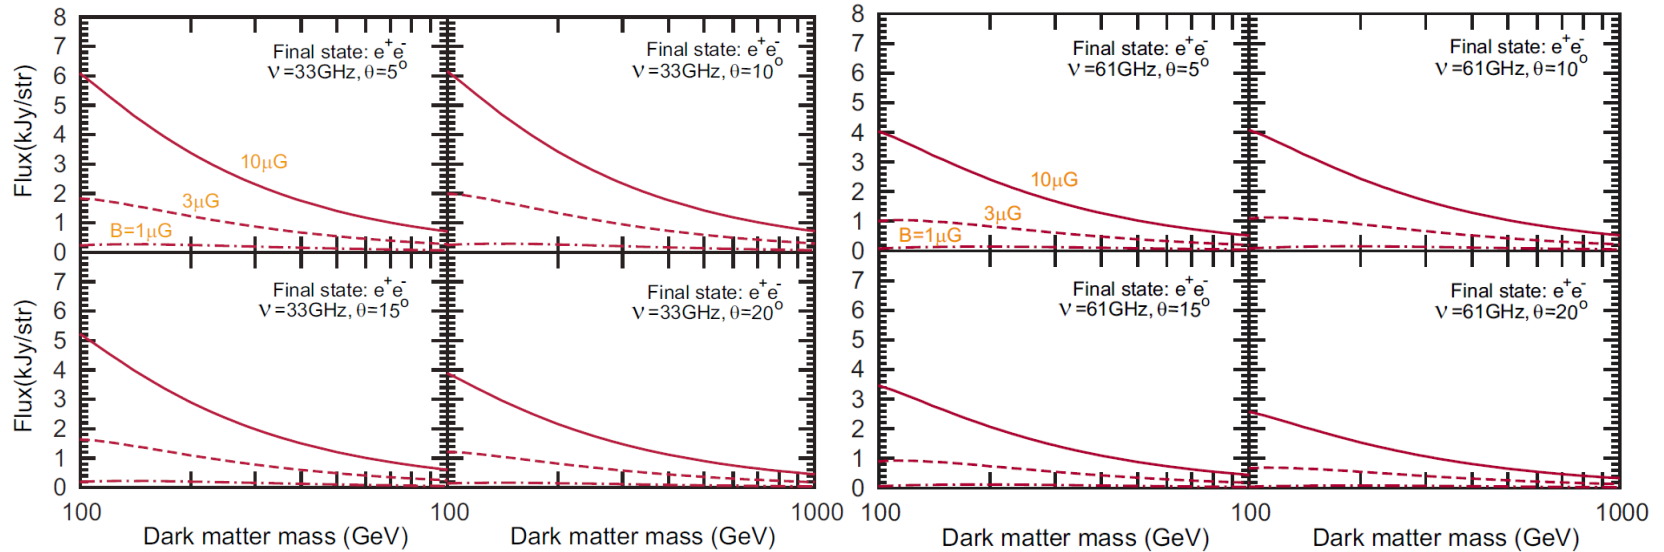 Flux(kJy/str)
8
7
6
5
4
3
2
1
0
Final state: e⁺e⁻
ν=33GHz, θ=5°
10μG
3μG
B=1μG
Final state: e⁺e⁻
ν=33GHz, θ=10°
Flux(kJy/str)
7
6
5
4
3
2
1
0
Final state: e⁺e⁻
ν=33GHz, θ=15°
Final state: e⁺e⁻
ν=33GHz, θ=20°
100
100
1000
Dark matter mass (GeV)
Dark matter mass (GeV)
8
7
6
5
4
3
2
1
0
Final state: e⁺e⁻
ν=61GHz, θ=5°
10μG
3μG
B=1μG
Final state: e⁺e⁻
ν=61GHz, θ=10°
7
6
5
4
3
2
1
0
Final state: e⁺e⁻
ν=61GHz, θ=15°
Final state: e⁺e⁻
ν=61GHz, θ=20°
100
100
1000
Dark matter mass (GeV)
Dark matter mass (GeV)